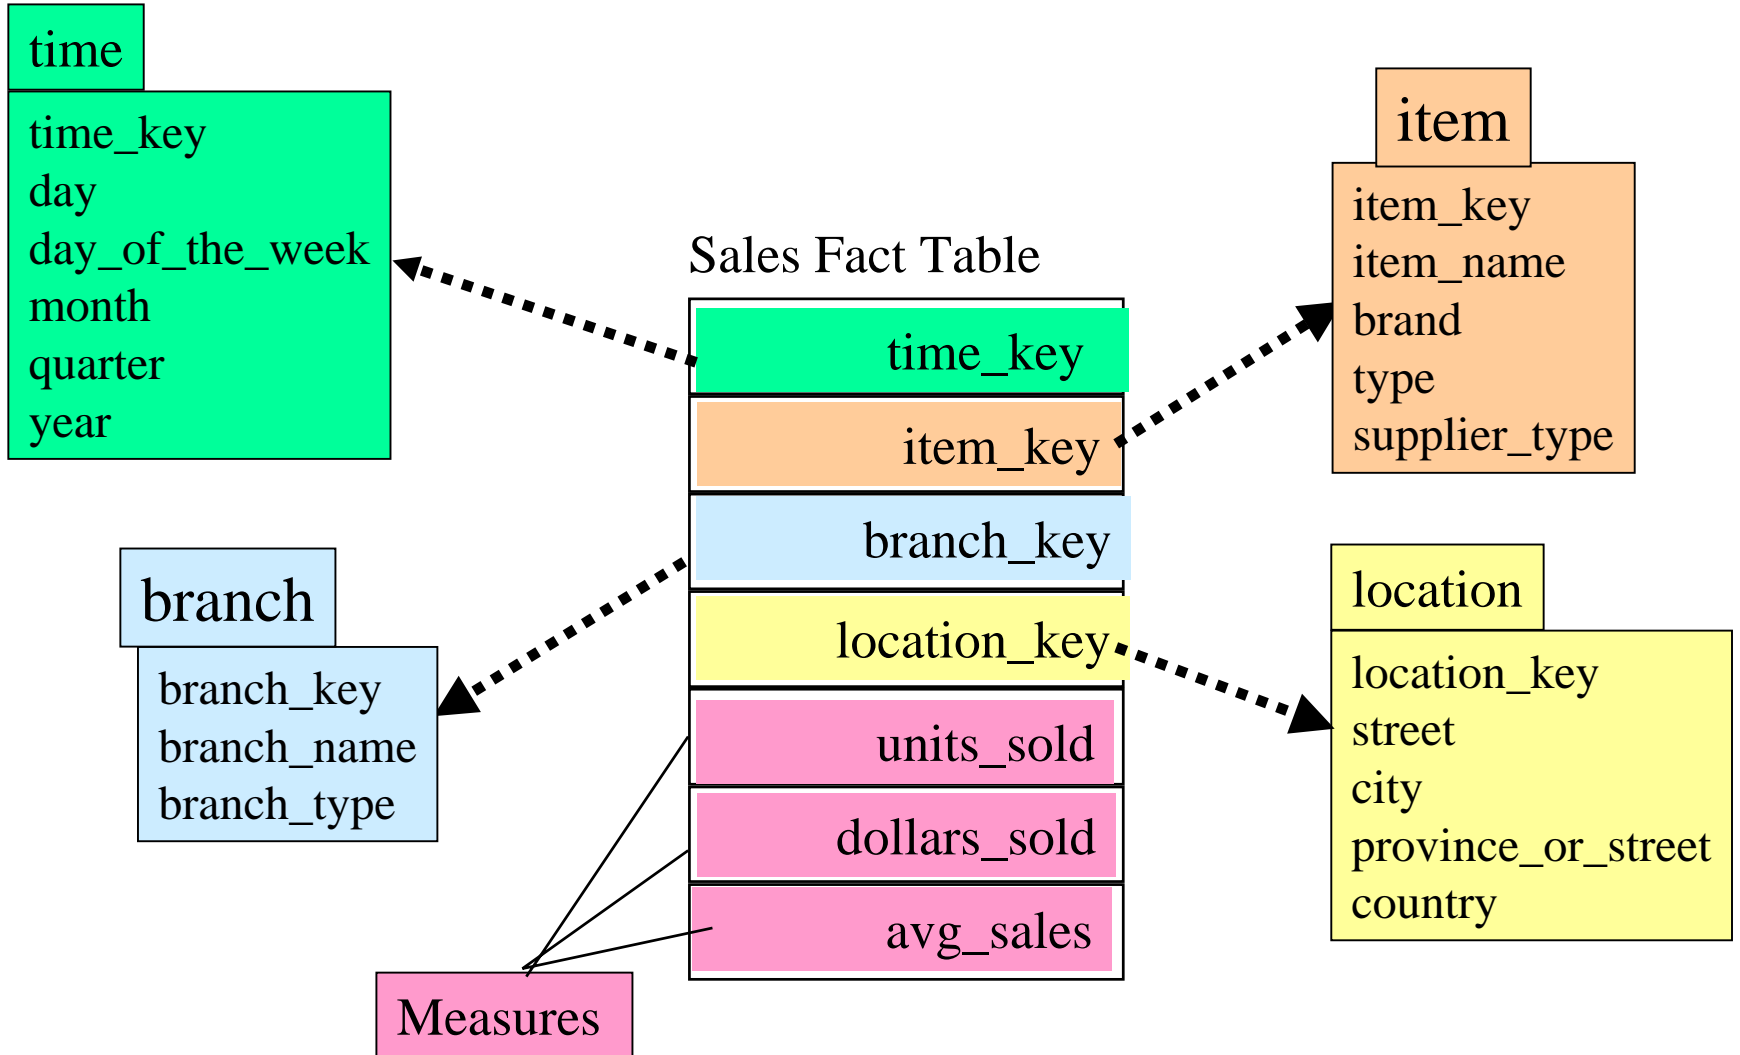 time
time_key
day
day_of_the_week
month
quarter
year
item
item_key
item_name
brand
type
supplier_type
Sales Fact Table
time_key
item_key
branch_key
location_key
units_sold
dollars_sold
avg_sales
branch
branch_key
branch_name
branch_type
location
location_key
street
city
province_or_street
country
Measures